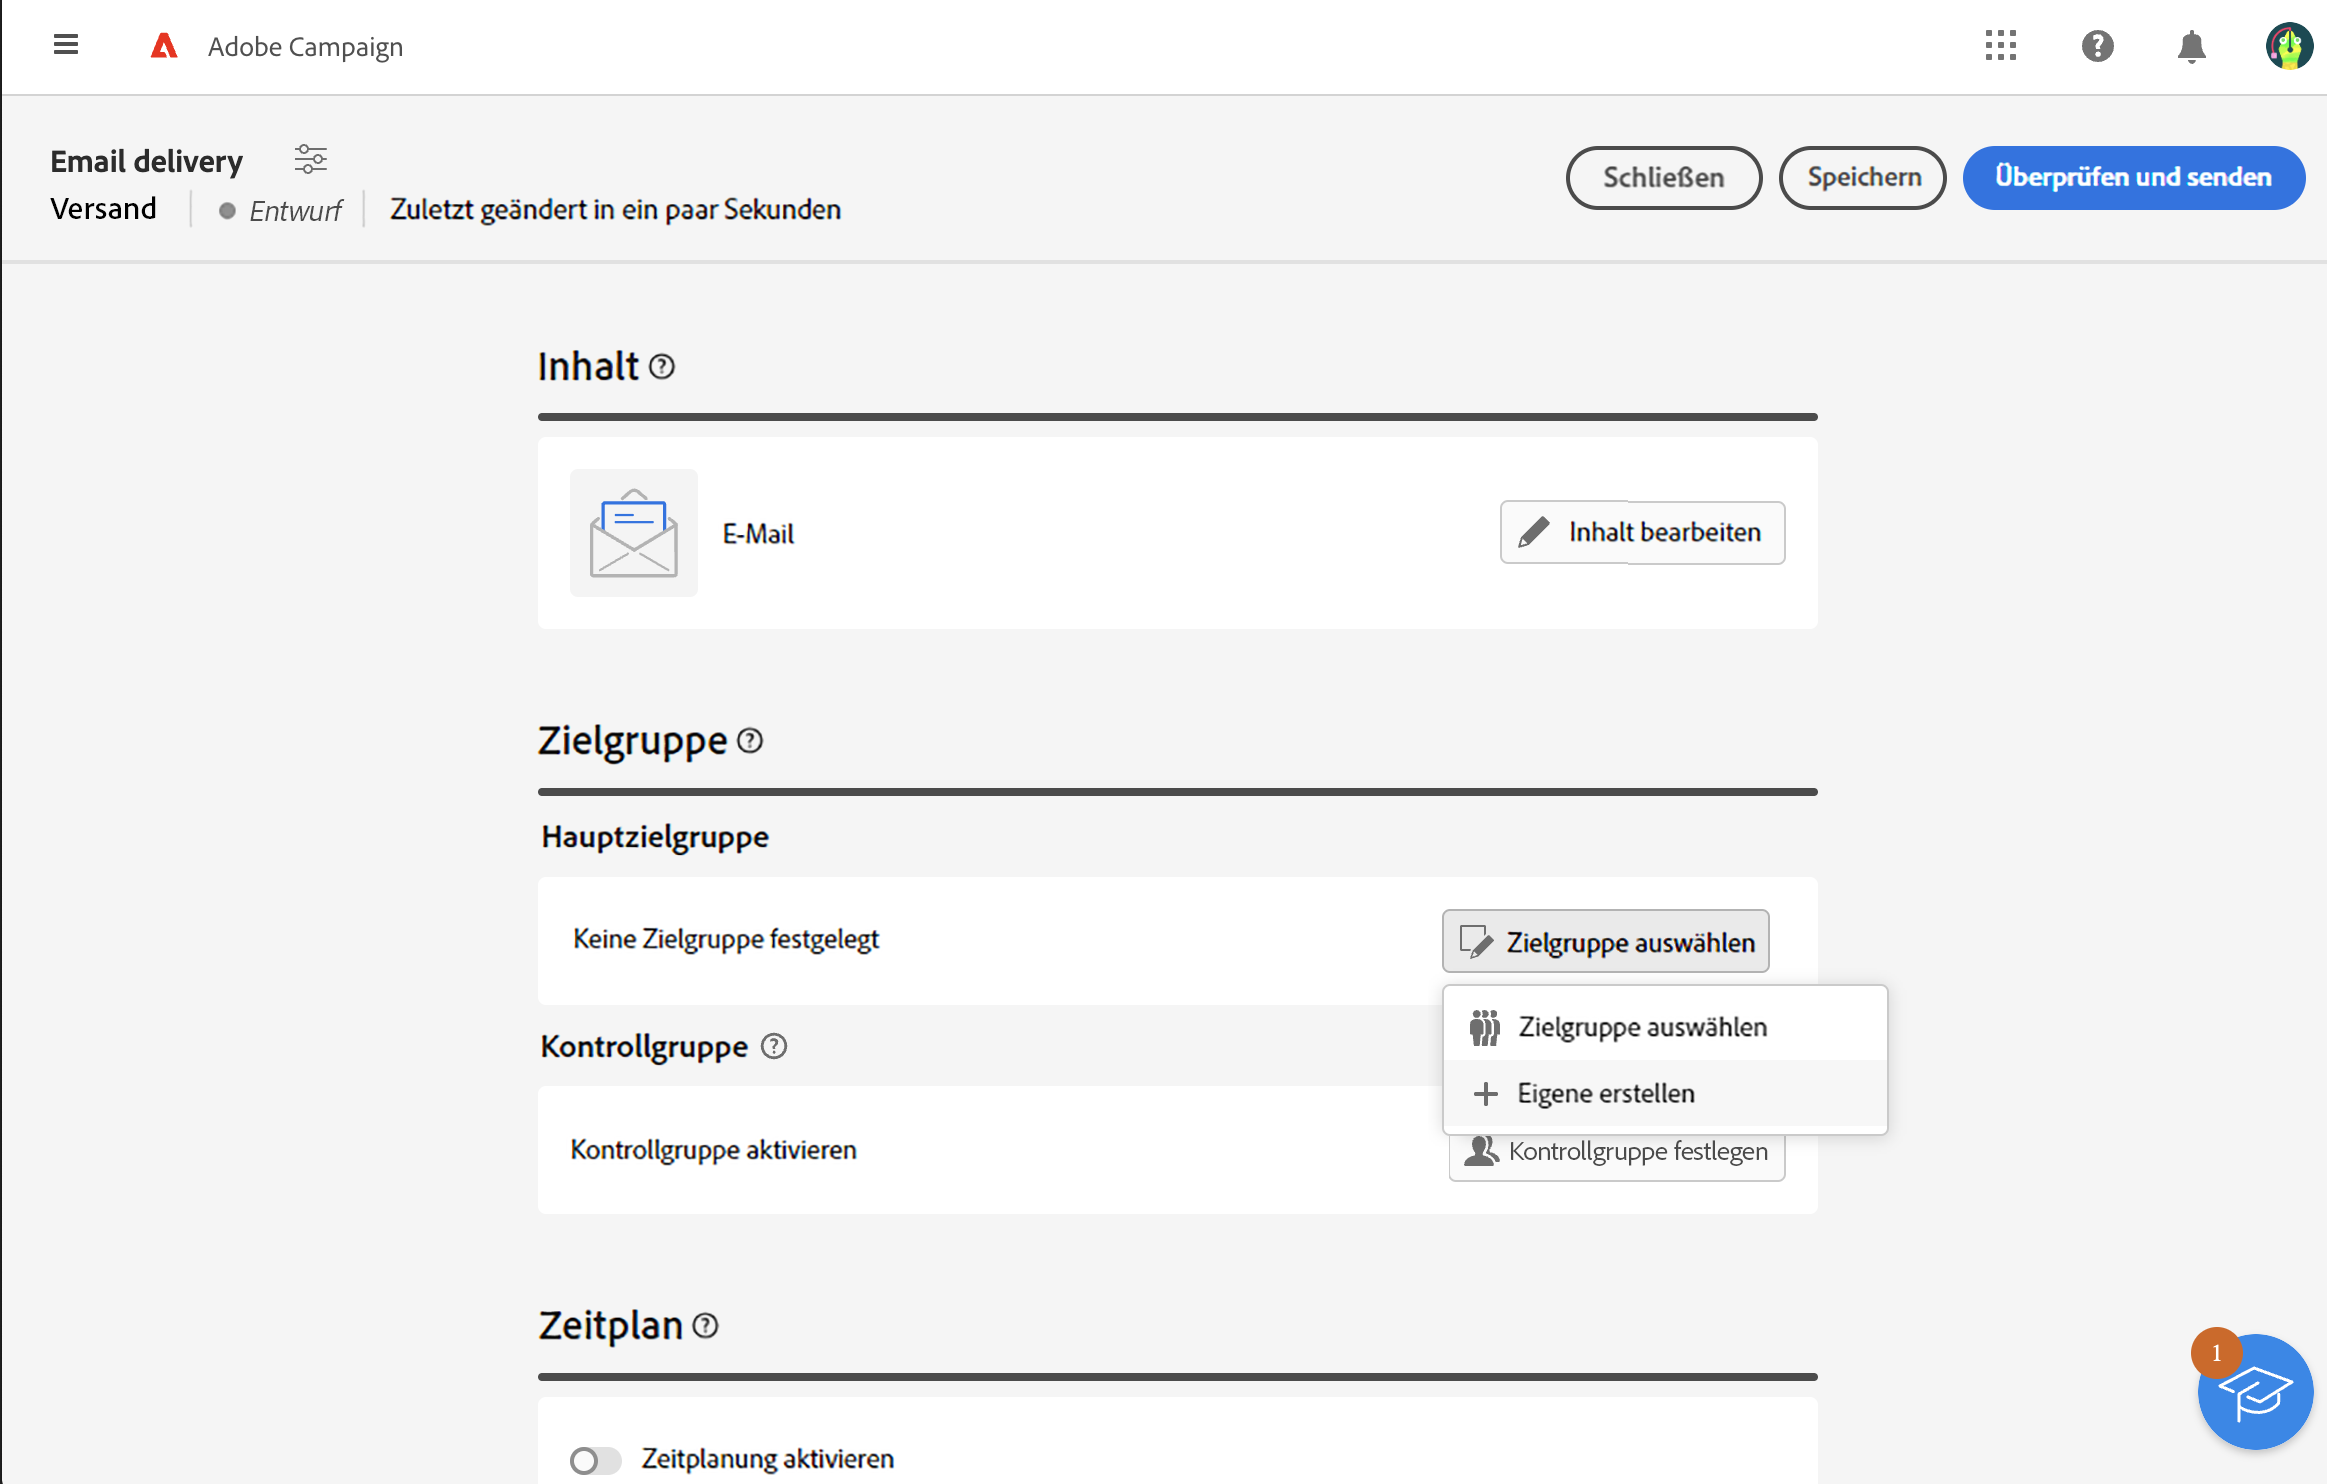 Adobe Campaign
Email delivery
Versand
Entwurf
Zuletzt geändert in ein paar Sekunden
Schließen
Speichern
Überprüfen und senden
Inhalt
E-Mail
Inhalt bearbeiten
Zielgruppe
Hauptzielgruppe
Keine Zielgruppe festgelegt
Zielgruppe auswählen
Zielgruppe auswählen
Eigene erstellen
Kontrollgruppe
Kontrollgruppe aktivieren
Kontrollgruppe festlegen
Zeitplan
1
Zeitplanung aktivieren